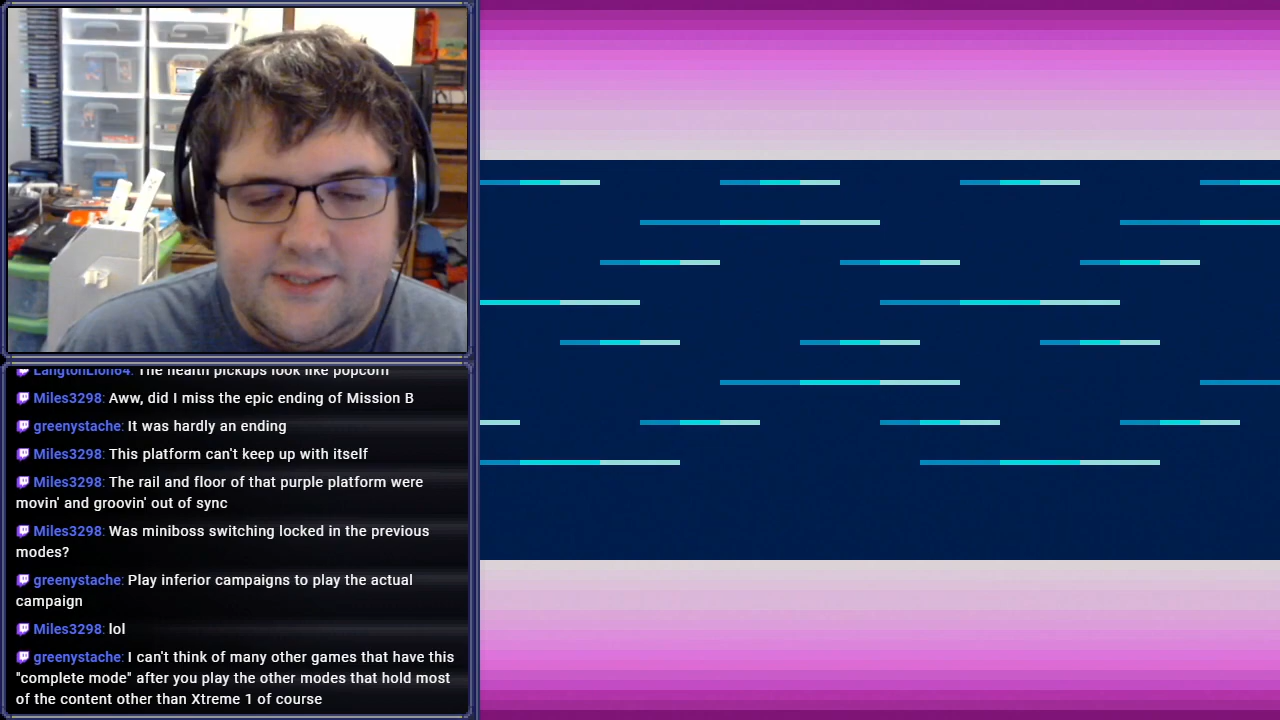 LangtonLion64: The health pickups look like popcorn
Miles3298: Aww, did I miss the epic ending of Mission B
greenystache: It was hardly an ending
Miles3298: This platform can't keep up with itself
Miles3298: The rail and floor of that purple platform were
movin' and groovin' out of sync
Miles3298: Was miniboss switching locked in the previous
modes?
greenystache: Play inferior campaigns to play the actual
campaign
Miles3298: lol
greenystache: I can't think of many other games that have this
"complete mode" after you play the other modes that hold most
of the content other than Xtreme 1 of course